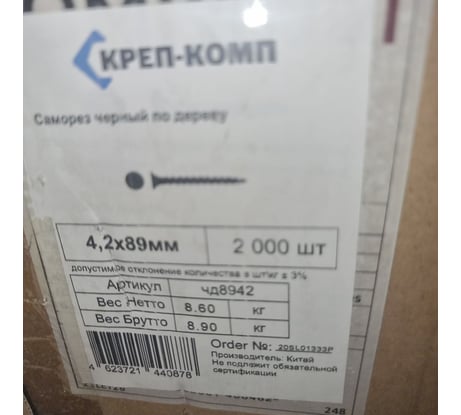 КРЕП-КОМП
Саморез черный по дереву
4,2х89мм 2 000 шт
допустимое отклонение количества в шт/кг ± 3%
Артикул чд8942
Вес Нетто 8.60 кг
Вес Брутто 8.90 кг
Order №: 20SL01333P
Производитель: Китай
Не подлежит обязательной
сертификации
4 623721 440878
248